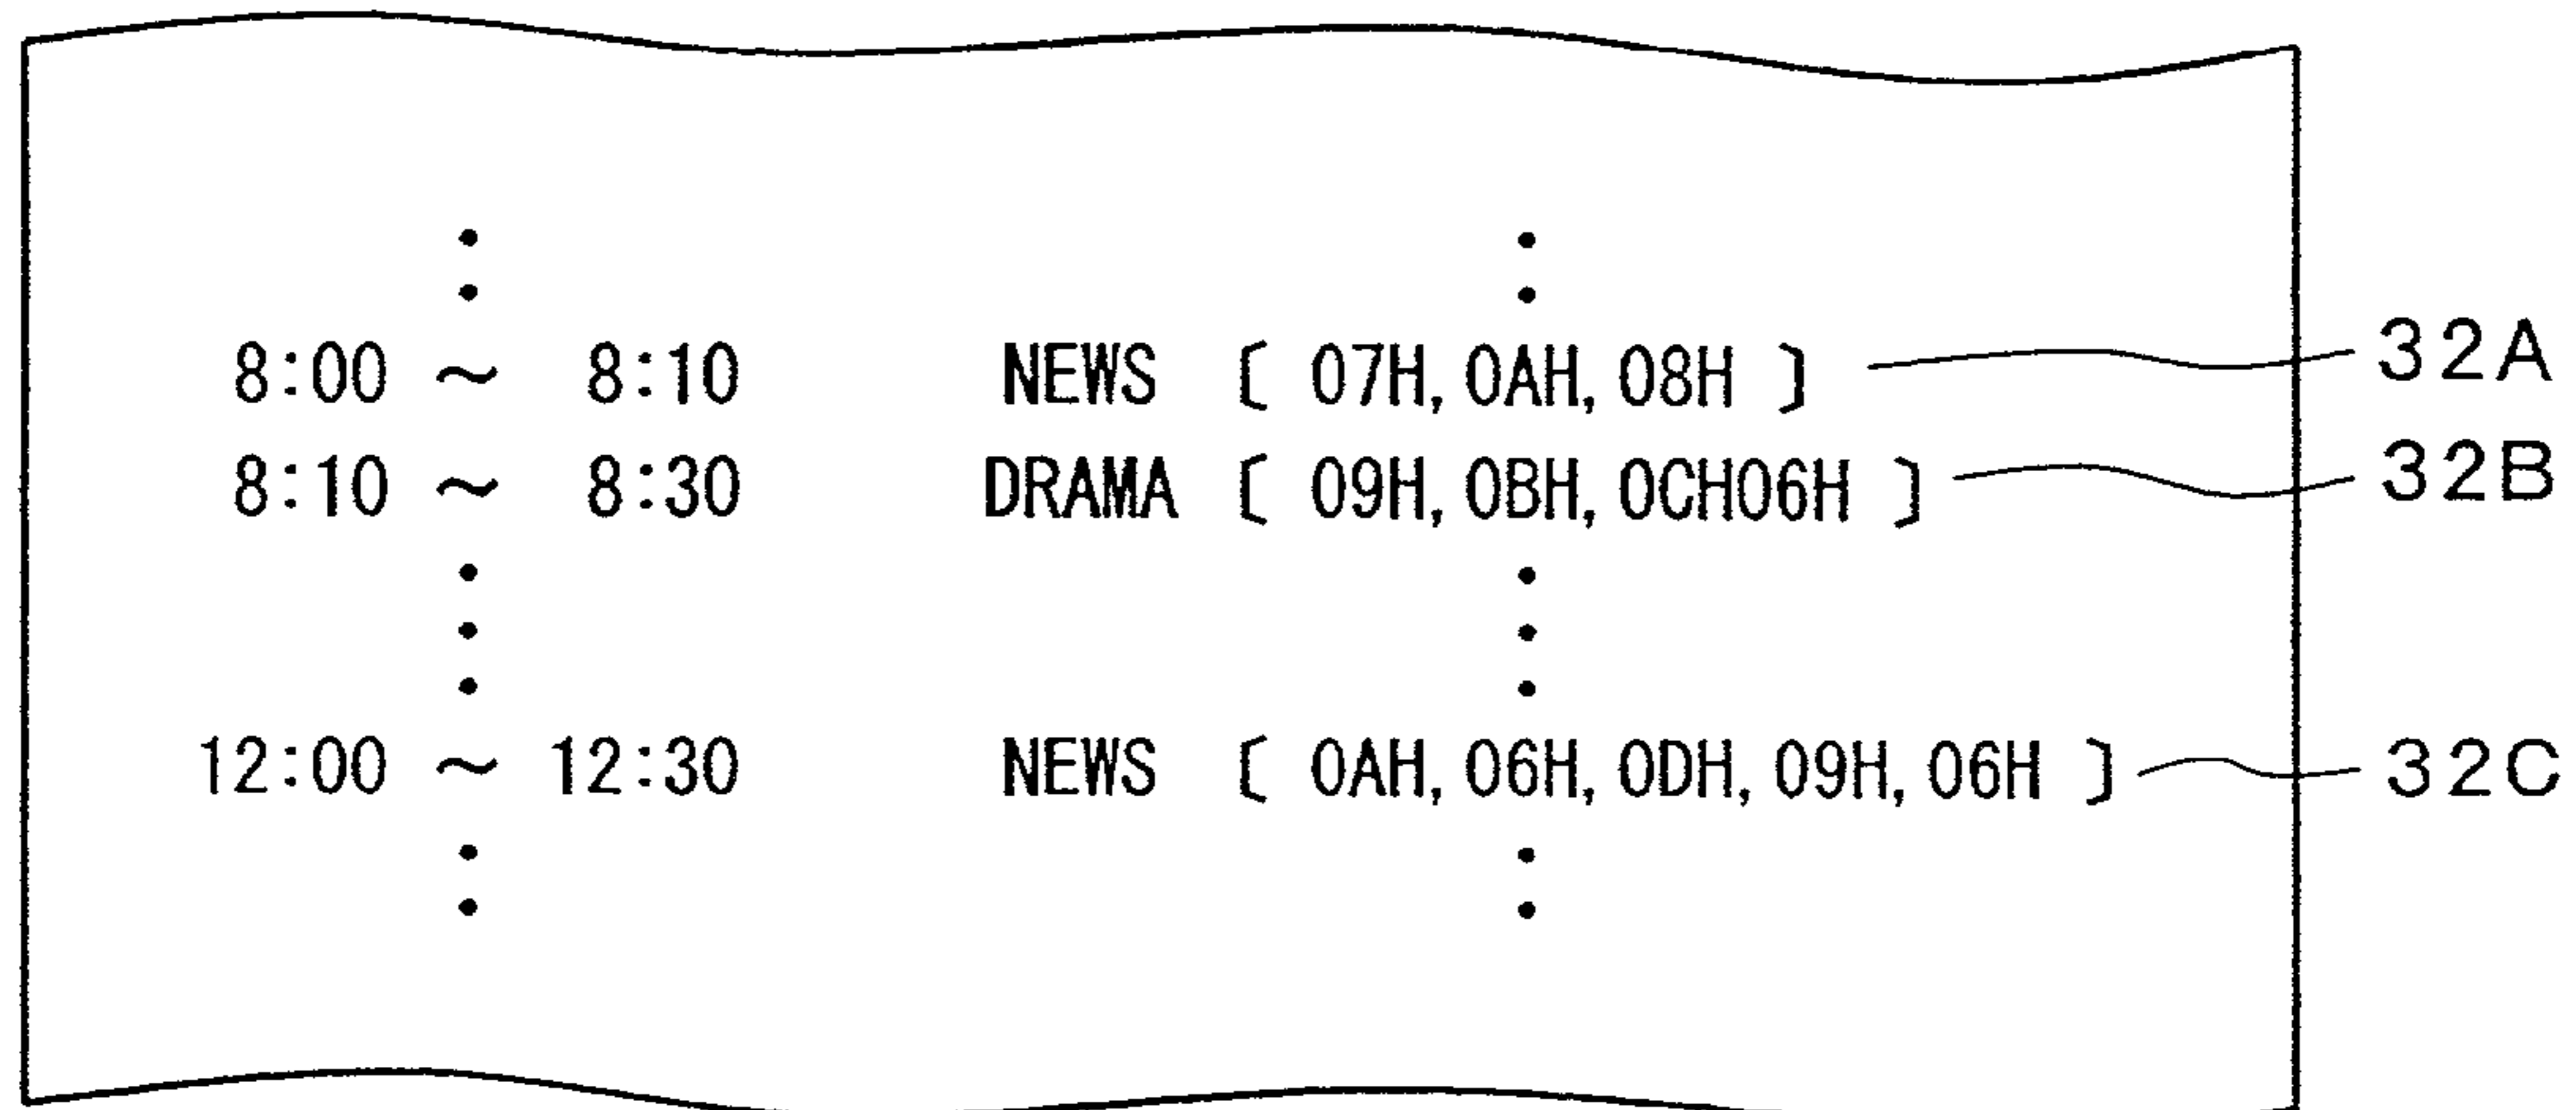 8:00 ~ 8:10 NEWS 〔 07H, 0AH, 08H 〕 32A
8:10 ~ 8:30 DRAMA 〔 09H, 0BH, 0CH06H 〕 32B
12:00 ~ 12:30 NEWS 〔 0AH, 06H, 0DH, 09H, 06H 〕 32C